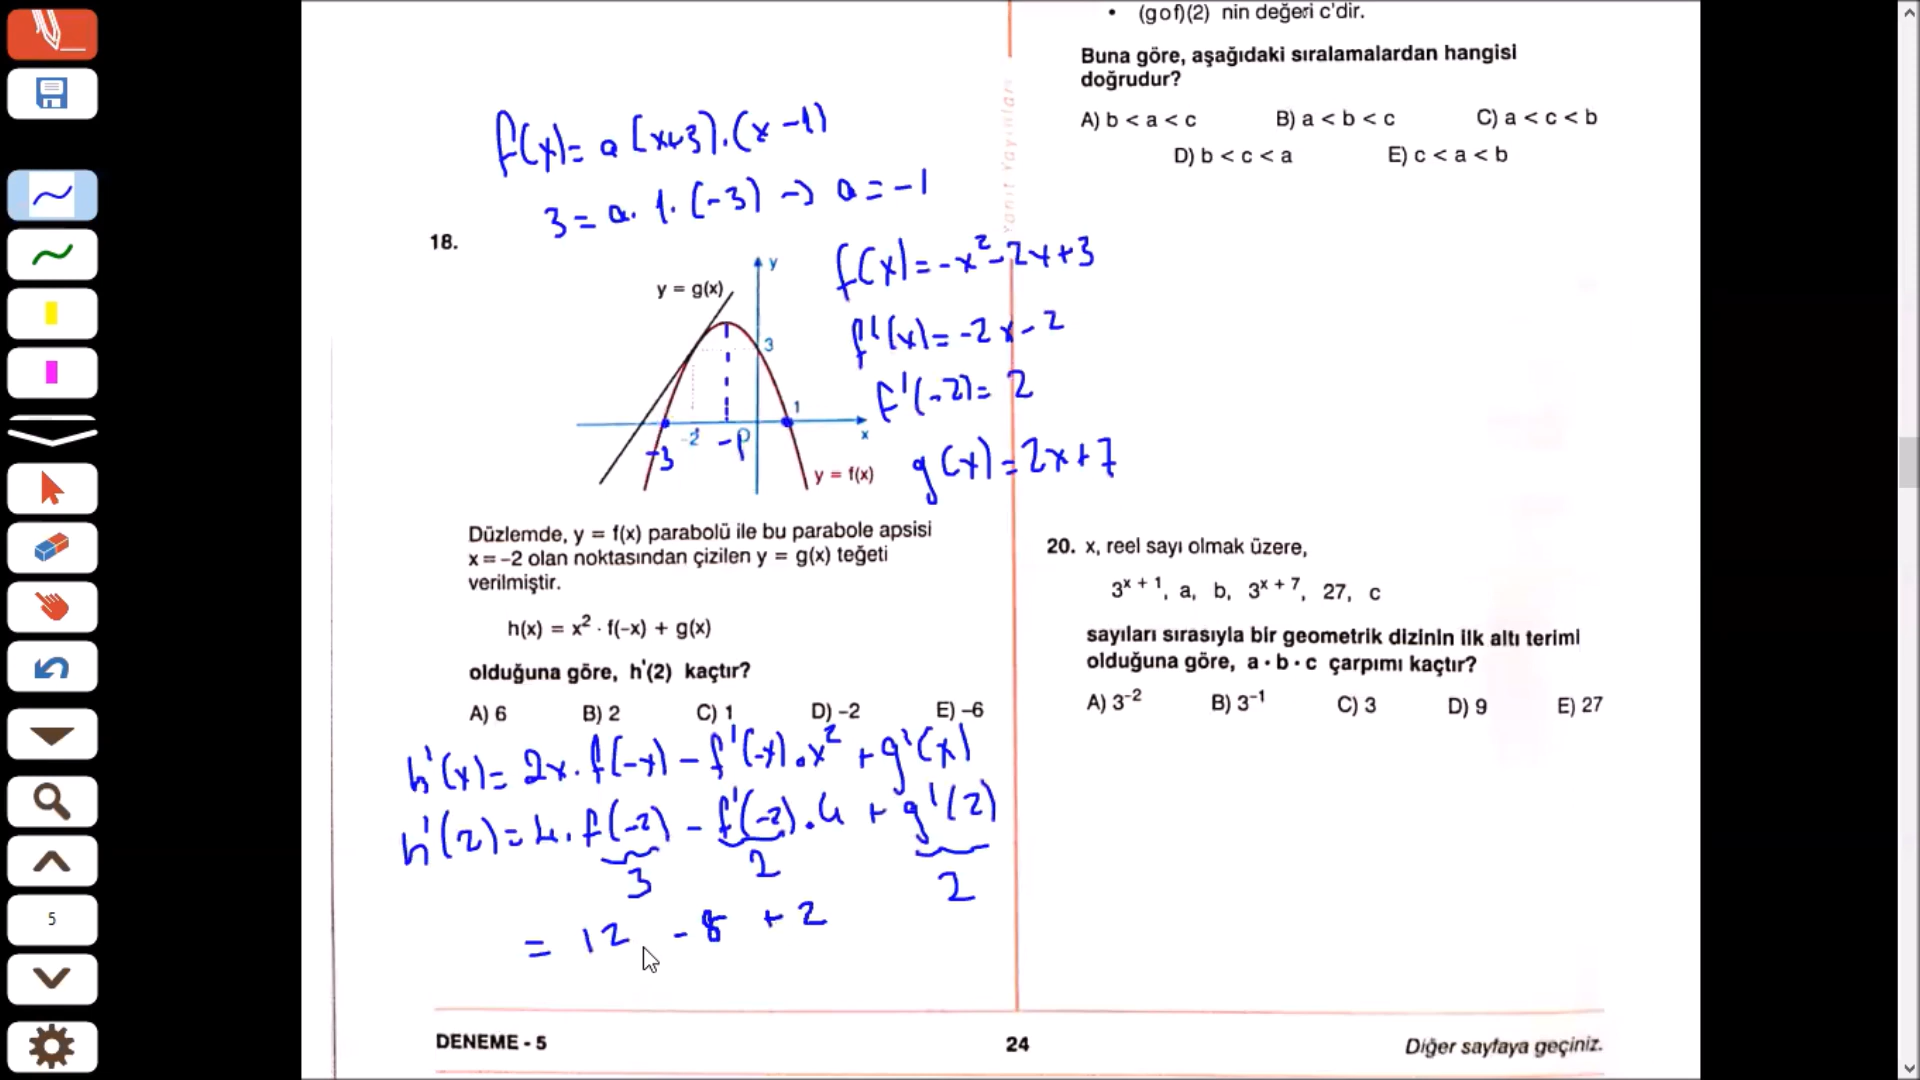 • (gof)(2) nin değeri c'dir.
Buna göre, aşağıdaki sıralamalardan hangisi
doğrudur?
A) b < a < c B) a < b < c C) a < c < b
D) b < c < a E) c < a < b
yanıt yayınları
f(x) = a(x+3).(x-1)
3 = a. 1. (-3) → a = -1
18.
f(x) = -x² - 2x + 3
y = g(x)
y
3
f'(x) = -2x - 2
f'(-2) = 2
1
x
-3
-2
-P
y = f(x)
g(x) = 2x + 7
Düzlemde, y = f(x) parabolü ile bu parabole apsisi
x = -2 olan noktasından çizilen y = g(x) teğeti
verilmiştir.
h(x) = x² · f(-x) + g(x)
olduğuna göre, h'(2) kaçtır?
A) 6 B) 2 C) 1 D) -2 E) -6
h'(x) = 2x. f(-x) - f'(-x). x² + g'(x)
h'(2) = 4. f(-2) - f'(-2). 4 + g'(2)
3 2 2
= 12 - 8 + 2
20. x, reel sayı olmak üzere,
3ˣ ⁺ ¹, a, b, 3ˣ ⁺ ⁷, 27, c
sayıları sırasıyla bir geometrik dizinin ilk altı terimi
olduğuna göre, a · b · c çarpımı kaçtır?
A) 3⁻² B) 3⁻¹ C) 3 D) 9 E) 27
5
DENEME - 5
24
Diğer sayfaya geçiniz.